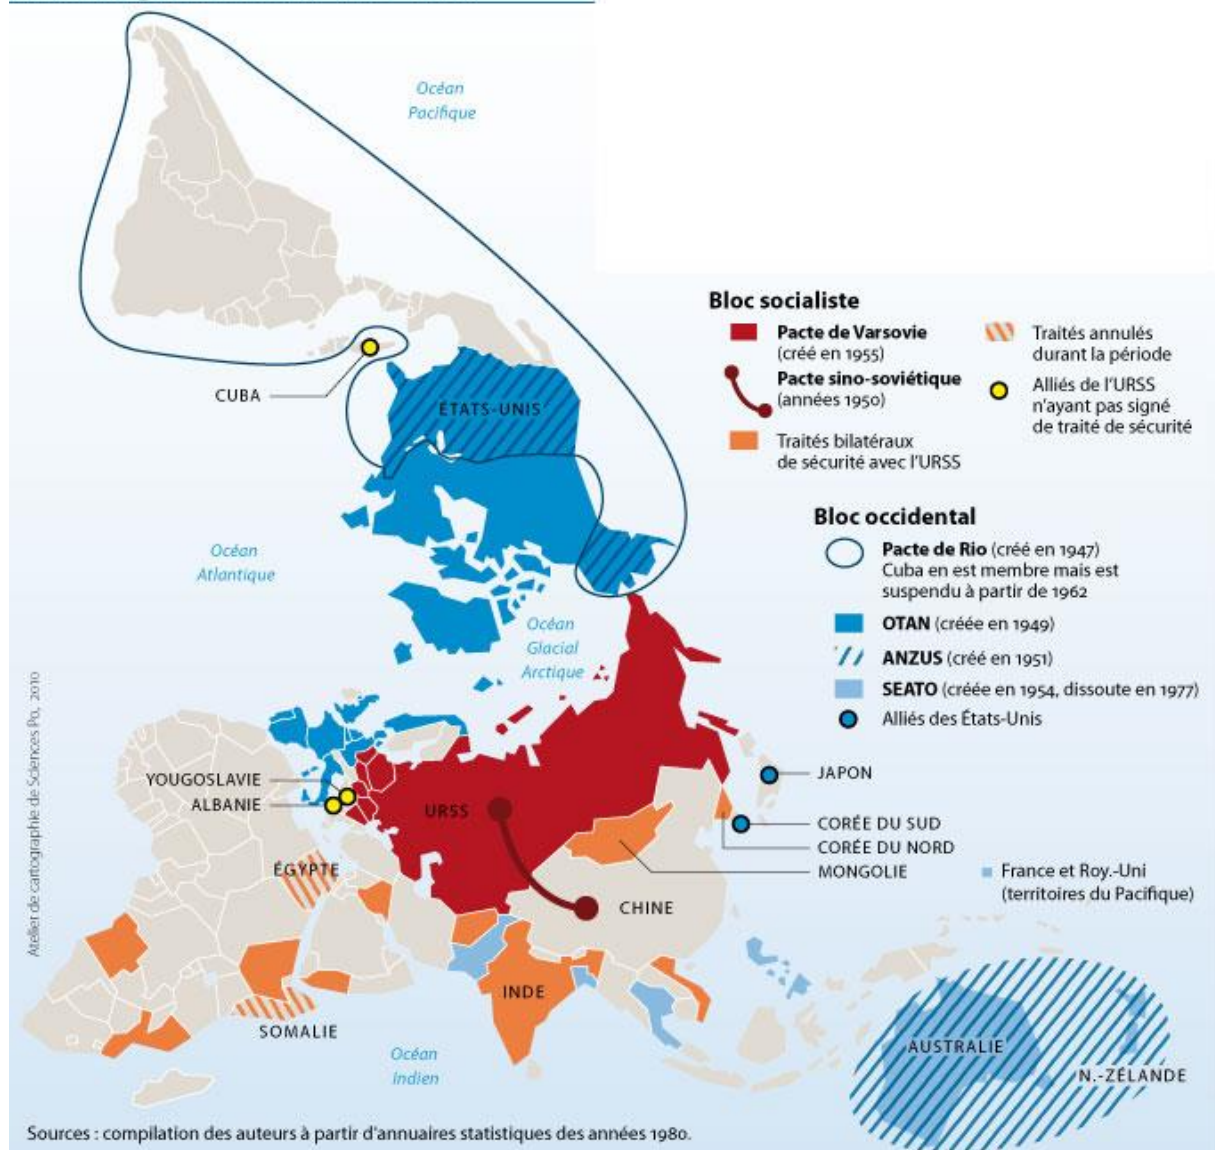 Océan
Pacifique
CUBA
ÉTATS-UNIS
Océan
Atlantique
Océan
Glacial
Arctique
Bloc socialiste
Pacte de Varsovie
(créé en 1955)
Pacte sino-soviétique
(années 1950)
Traités bilatéraux
de sécurité avec l'URSS
Traités annulés
durant la période
Alliés de l'URSS
n'ayant pas signé
de traité de sécurité
Bloc occidental
Pacte de Rio (créé en 1947)
Cuba en est membre mais est
suspendu à partir de 1962
OTAN (créée en 1949)
ANZUS (créé en 1951)
SEATO (créée en 1954, dissoute en 1977)
Alliés des États-Unis
Atelier de cartographie de Sciences Po, 2010
YOUGOSLAVIE
ALBANIE
URSS
ÉGYPTE
JAPON
CORÉE DU SUD
CORÉE DU NORD
MONGOLIE
France et Roy.-Uni
(territoires du Pacifique)
CHINE
INDE
SOMALIE
Océan
Indien
AUSTRALIE
N.-ZÉLANDE
Sources : compilation des auteurs à partir d'annuaires statistiques des années 1980.